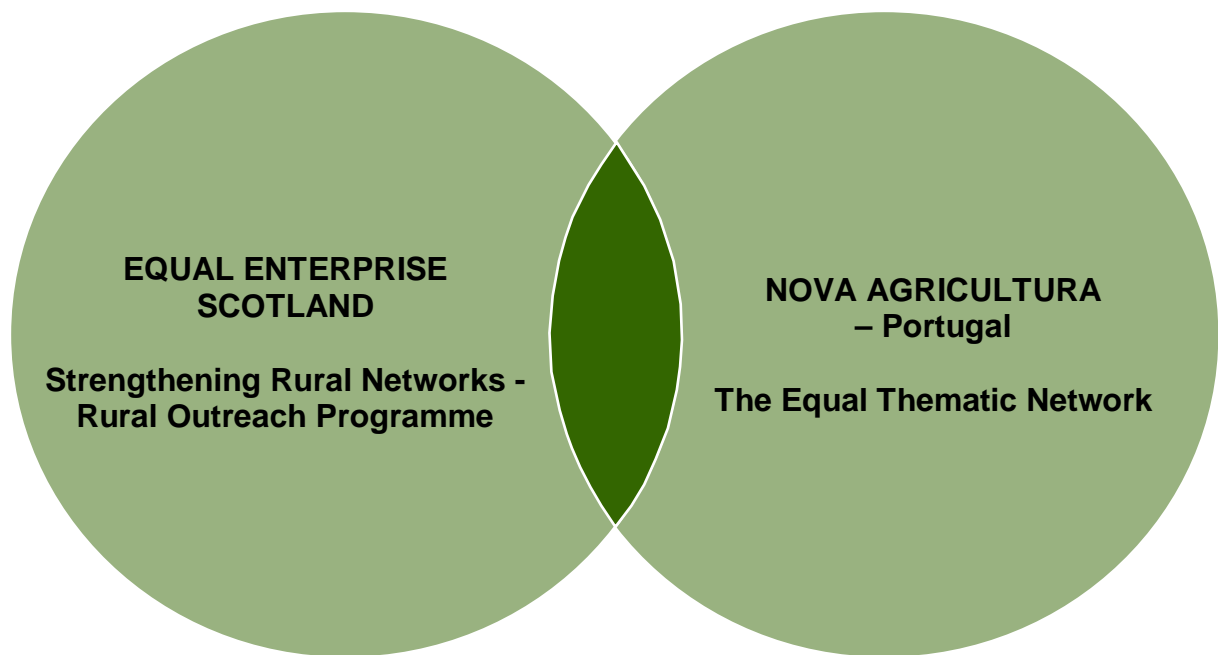 EQUAL ENTERPRISE
SCOTLAND
Strengthening Rural Networks -
Rural Outreach Programme
NOVA AGRICULTURA
– Portugal
The Equal Thematic Network